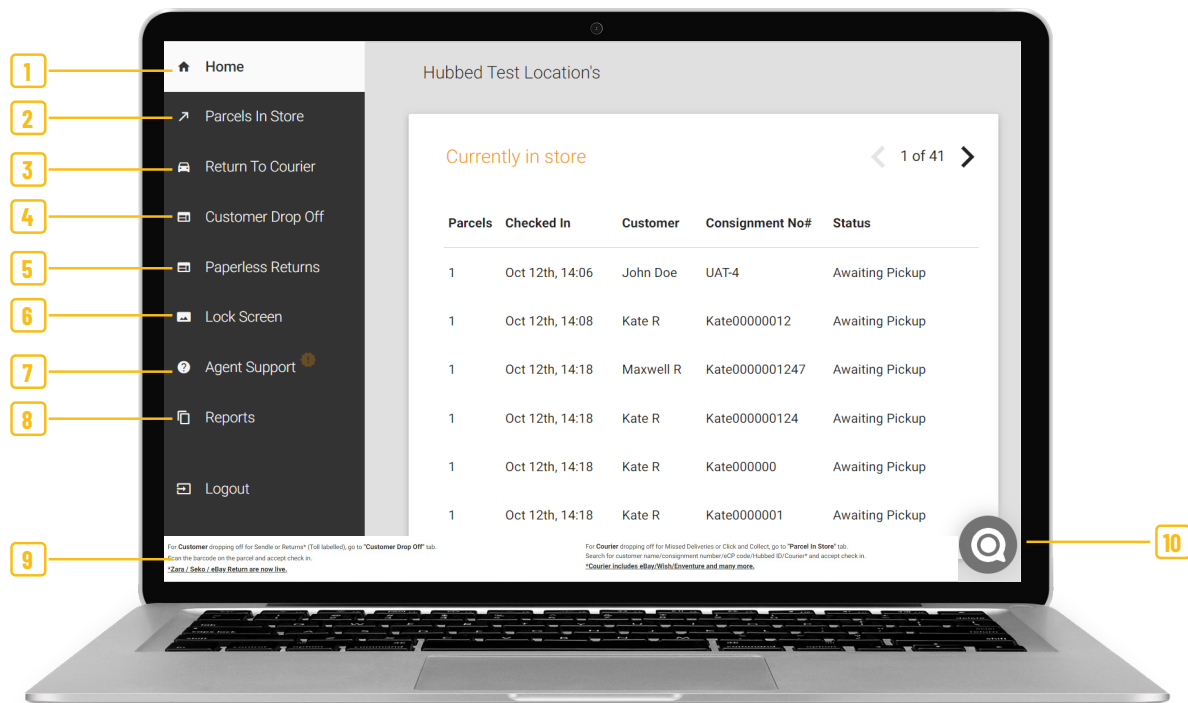 1
Home
Hubbed Test Location's
2
Parcels In Store
Currently in store
1 of 41
3
Return To Courier
4
Customer Drop Off
Parcels Checked In Customer Consignment No# Status
5
Paperless Returns
1 Oct 12th, 14:06 John Doe UAT-4 Awaiting Pickup
6
Lock Screen
1 Oct 12th, 14:08 Kate R Kate00000012 Awaiting Pickup
7
Agent Support
1 Oct 12th, 14:18 Maxwell R Kate0000001247 Awaiting Pickup
8
Reports
1 Oct 12th, 14:18 Kate R Kate000000124 Awaiting Pickup
1 Oct 12th, 14:18 Kate R Kate000000 Awaiting Pickup
Logout
1 Oct 12th, 14:18 Kate R Kate0000001 Awaiting Pickup
9
For Customer dropping off for Sendle or Returns* (Toll labelled), go to "Customer Drop Off" tab.
Scan the barcode on the parcel and accept check in.
*Zara / Seko / eBay Return are now live.
For Courier dropping off for Missed Deliveries or Click and Collect, go to "Parcel In Store" tab.
Search for customer name/consignment number/eCP code/Hubbed ID/Courier* and accept check in.
*Courier includes eBay/Wish/Enventure and many more.
10
delete
return
shift
caps lock
command
option